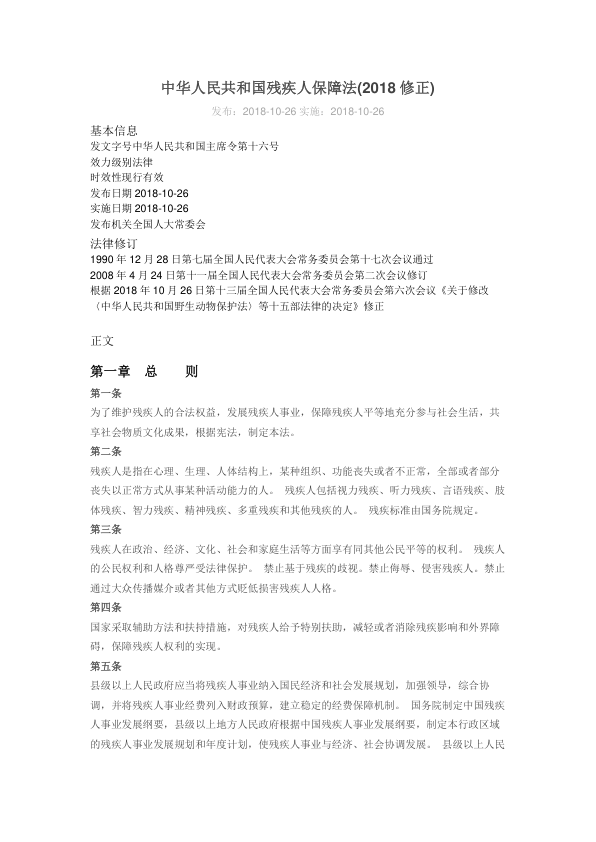 中华人民共和国残疾人保障法(2018 修正)
发布：2018-10-26 实施：2018-10-26
基本信息
发文字号中华人民共和国主席令第十六号
效力级别法律
时效性现行有效
发布日期 2018-10-26
实施日期 2018-10-26
发布机关全国人大常委会
法律修订
1990 年 12 月 28 日第七届全国人民代表大会常务委员会第十七次会议通过
2008 年 4 月 24 日第十一届全国人民代表大会常务委员会第二次会议修订
根据 2018 年 10 月 26 日第十三届全国人民代表大会常务委员会第六次会议《关于修改
〈中华人民共和国野生动物保护法〉等十五部法律的决定》修正
正文
第一章　总　　则
第一条
为了维护残疾人的合法权益，发展残疾人事业，保障残疾人平等地充分参与社会生活，共
享社会物质文化成果，根据宪法，制定本法。
第二条
残疾人是指在心理、生理、人体结构上，某种组织、功能丧失或者不正常，全部或者部分
丧失以正常方式从事某种活动能力的人。 残疾人包括视力残疾、听力残疾、言语残疾、肢
体残疾、智力残疾、精神残疾、多重残疾和其他残疾的人。 残疾标准由国务院规定。
第三条
残疾人在政治、经济、文化、社会和家庭生活等方面享有同其他公民平等的权利。 残疾人
的公民权利和人格尊严受法律保护。 禁止基于残疾的歧视。禁止侮辱、侵害残疾人。禁止
通过大众传播媒介或者其他方式贬低损害残疾人人格。
第四条
国家采取辅助方法和扶持措施，对残疾人给予特别扶助，减轻或者消除残疾影响和外界障
碍，保障残疾人权利的实现。
第五条
县级以上人民政府应当将残疾人事业纳入国民经济和社会发展规划，加强领导，综合协
调，并将残疾人事业经费列入财政预算，建立稳定的经费保障机制。 国务院制定中国残疾
人事业发展纲要，县级以上地方人民政府根据中国残疾人事业发展纲要，制定本行政区域
的残疾人事业发展规划和年度计划，使残疾人事业与经济、社会协调发展。 县级以上人民